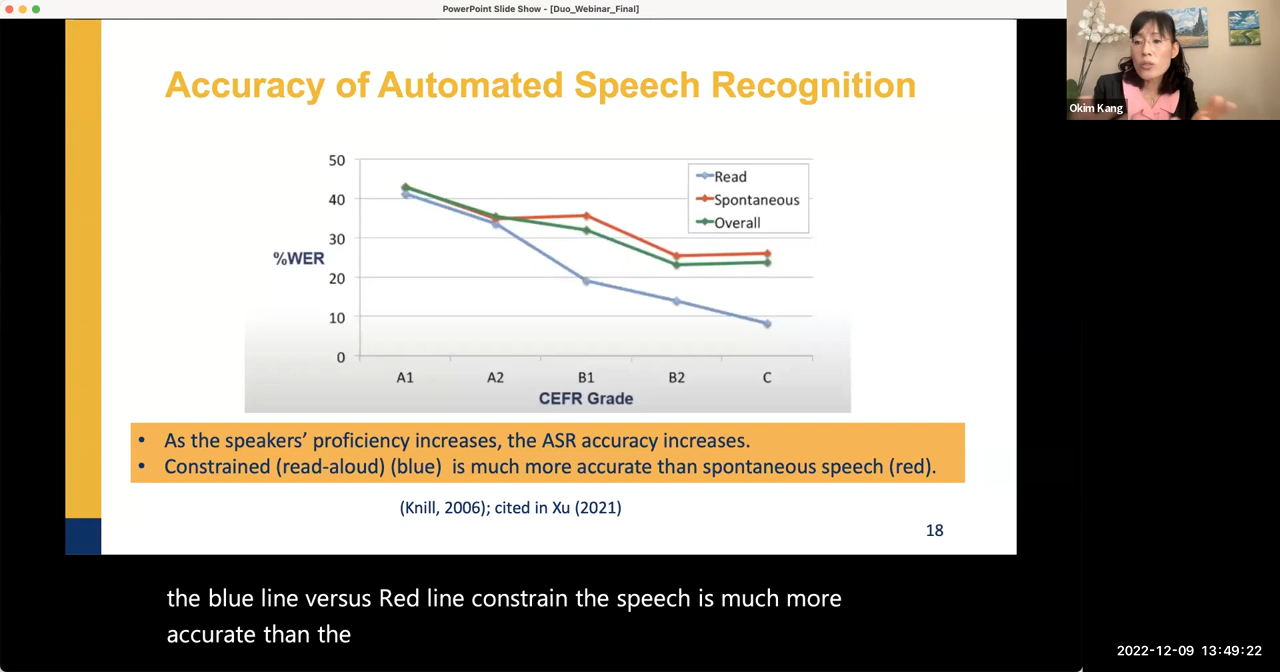 PowerPoint Slide Show - [Duo_Webinar_Final]
Okim Kang
Accuracy of Automated Speech Recognition
50
40
30
20
10
0
%WER
Read
Spontaneous
Overall
A1 A2 B1 B2 C
CEFR Grade
• As the speakers’ proficiency increases, the ASR accuracy increases.
• Constrained (read-aloud) (blue) is much more accurate than spontaneous speech (red).
(Knill, 2006); cited in Xu (2021)
18
the blue line versus Red line constrain the speech is much more
accurate than the
2022-12-09 13:49:22